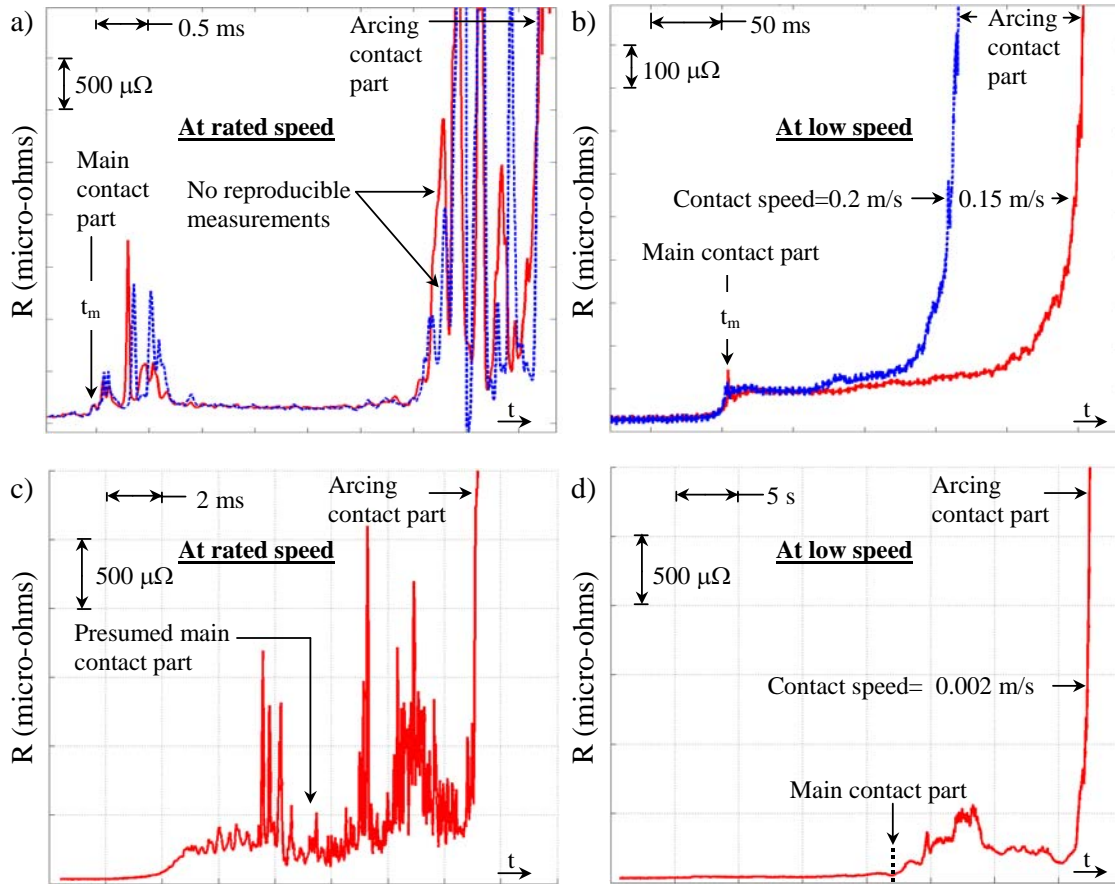 a)
0.5 ms
500 μΩ
Arcing
contact
part
At rated speed
Main
contact
part
No reproducible
measurements
t_m
R (micro-ohms)
t
b)
50 ms
100 μΩ
Arcing
contact
part
At low speed
Contact speed=0.2 m/s
0.15 m/s
Main contact part
t_m
R (micro-ohms)
t
c)
2 ms
500 μΩ
Arcing
contact part
At rated speed
Presumed main
contact part
R (micro-ohms)
t
d)
5 s
500 μΩ
Arcing
contact part
At low speed
Contact speed= 0.002 m/s
Main contact part
R (micro-ohms)
t